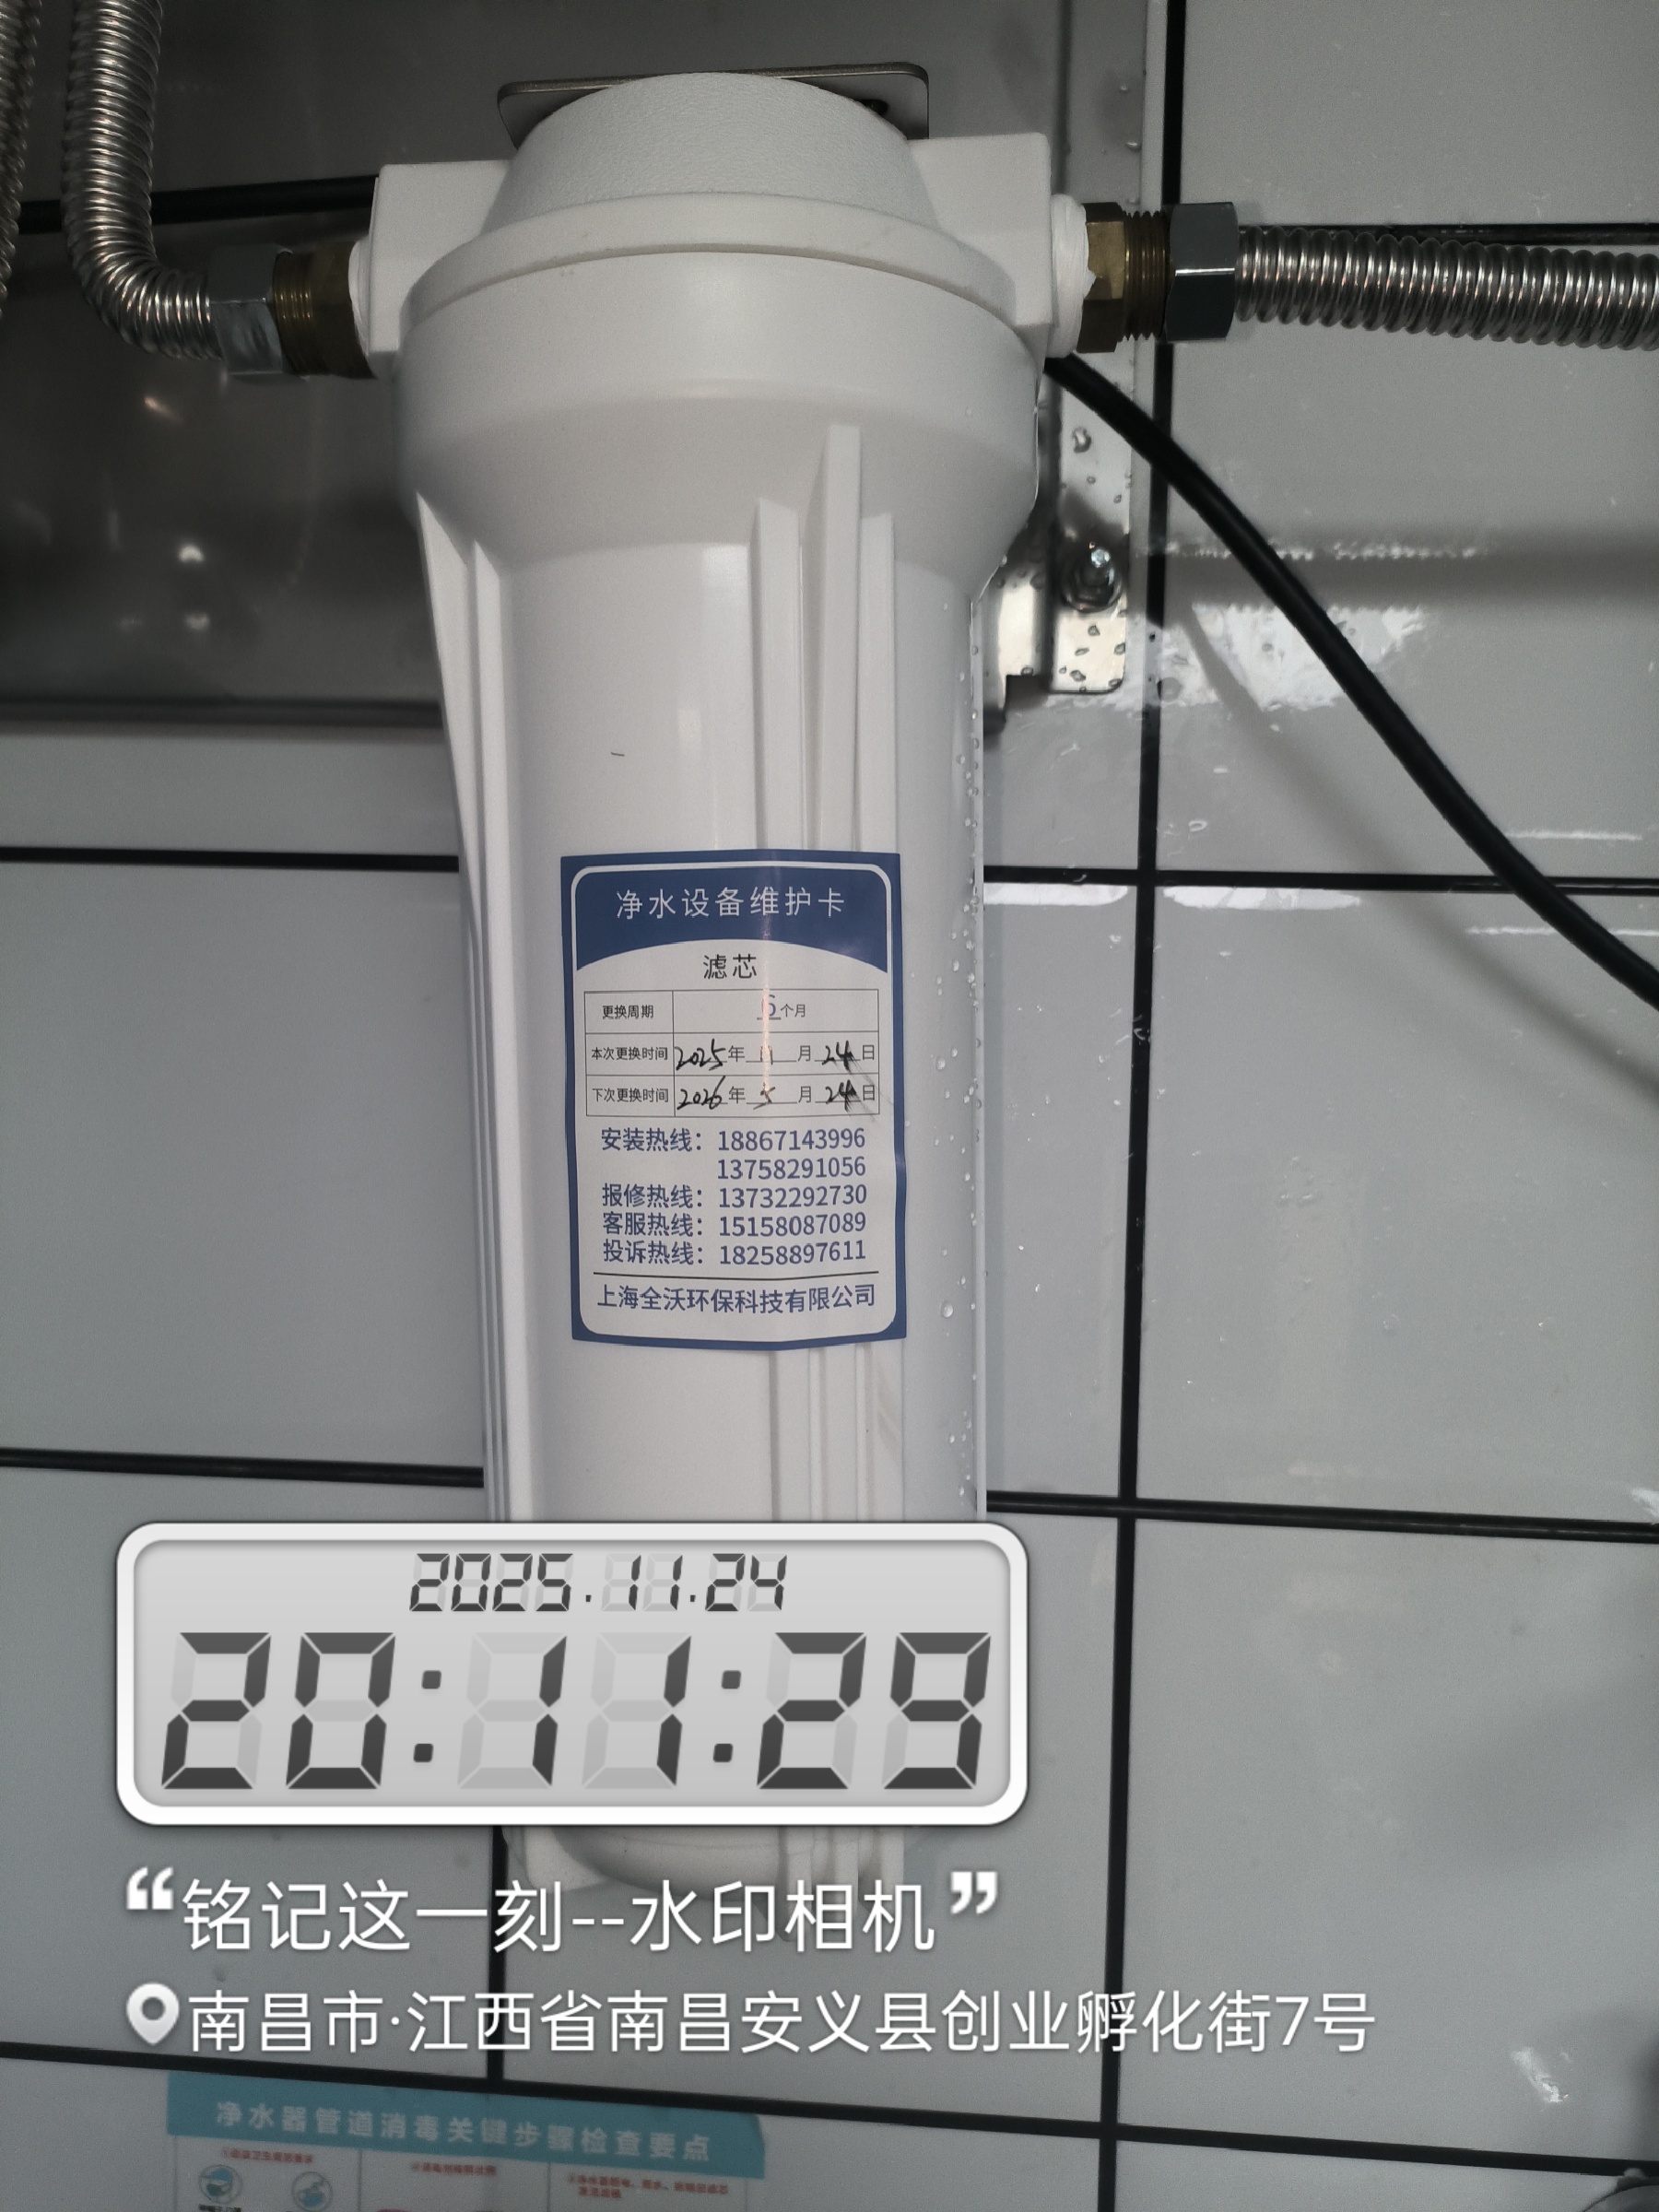 净水设备维护卡
滤芯
更换周期 6个月
本次更换时间 2025年11月24日
下次更换时间 2026年5月24日
安装热线：18867143996
13758291056
报修热线：13732292730
客服热线：15158087089
投诉热线：18258897611
上海全沃环保科技有限公司
2025.11.24
20:11:29
“铭记这一刻--水印相机”
南昌市·江西省南昌安义县创业孵化街7号
净水器管道消毒关键步骤检查要点